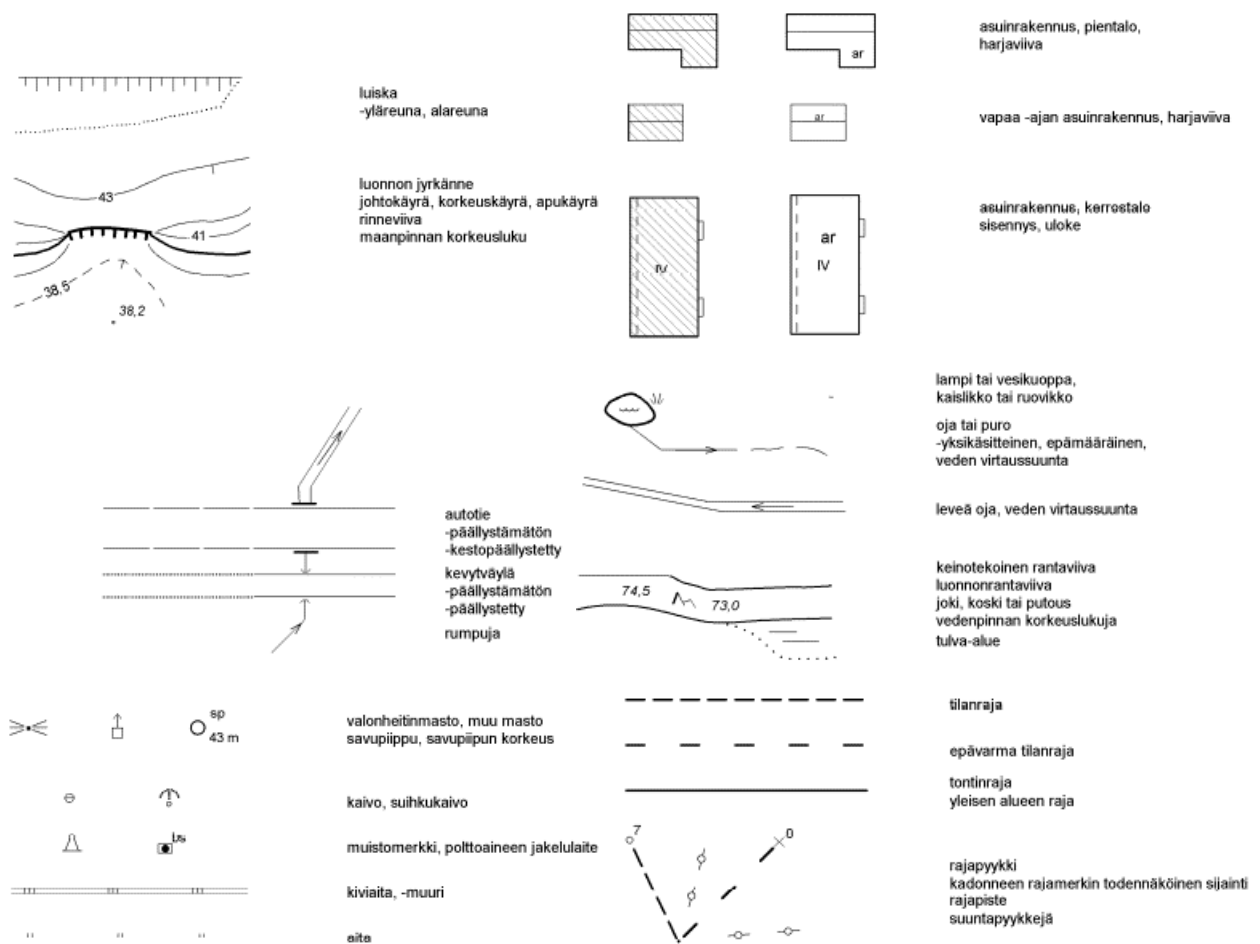 luiska
-yläreuna, alareuna
43
41
38,5
38,2
luonnon jyrkänne
johtokäyrä, korkeuskäyrä, apukäyrä
rinneviiva
maanpinnan korkeusluku
ar
asuinrakennus, pientalo,
harjaviiva
ar
vapaa -ajan asuinrakennus, harjaviiva
IV
ar
IV
asuinrakennus, kerrostalo
sisennys, uloke
autotie
-päällystämätön
-kestopäällystetty
kevytväylä
-päällystämätön
-päällystetty
rumpuja
lampi tai vesikuoppa,
kaislikko tai ruovikko
oja tai puro
-yksikäsitteinen, epämääräinen,
veden virtaussuunta
leveä oja, veden virtaussuunta
74,5
73,0
keinotekoinen rantaviiva
luonnonrantaviiva
joki, koski tai putous
vedenpinnan korkeuslukuja
tulva-alue
sp
43 m
valonheitinmasto, muu masto
savupiippu, savupiipun korkeus
kaivo, suihkukaivo
muistomerkki, polttoaineen jakelulaite
kiviaita, -muuri
aita
tilanraja
epävarma tilanraja
tontinraja
yleisen alueen raja
7
0
rajapyykki
kadonneen rajamerkin todennäköinen sijainti
rajapiste
suuntapyykkejä